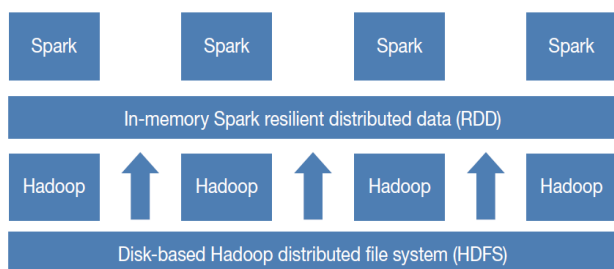 Spark Spark Spark Spark
In-memory Spark resilient distributed data (RDD)
Hadoop Hadoop Hadoop Hadoop
Disk-based Hadoop distributed file system (HDFS)